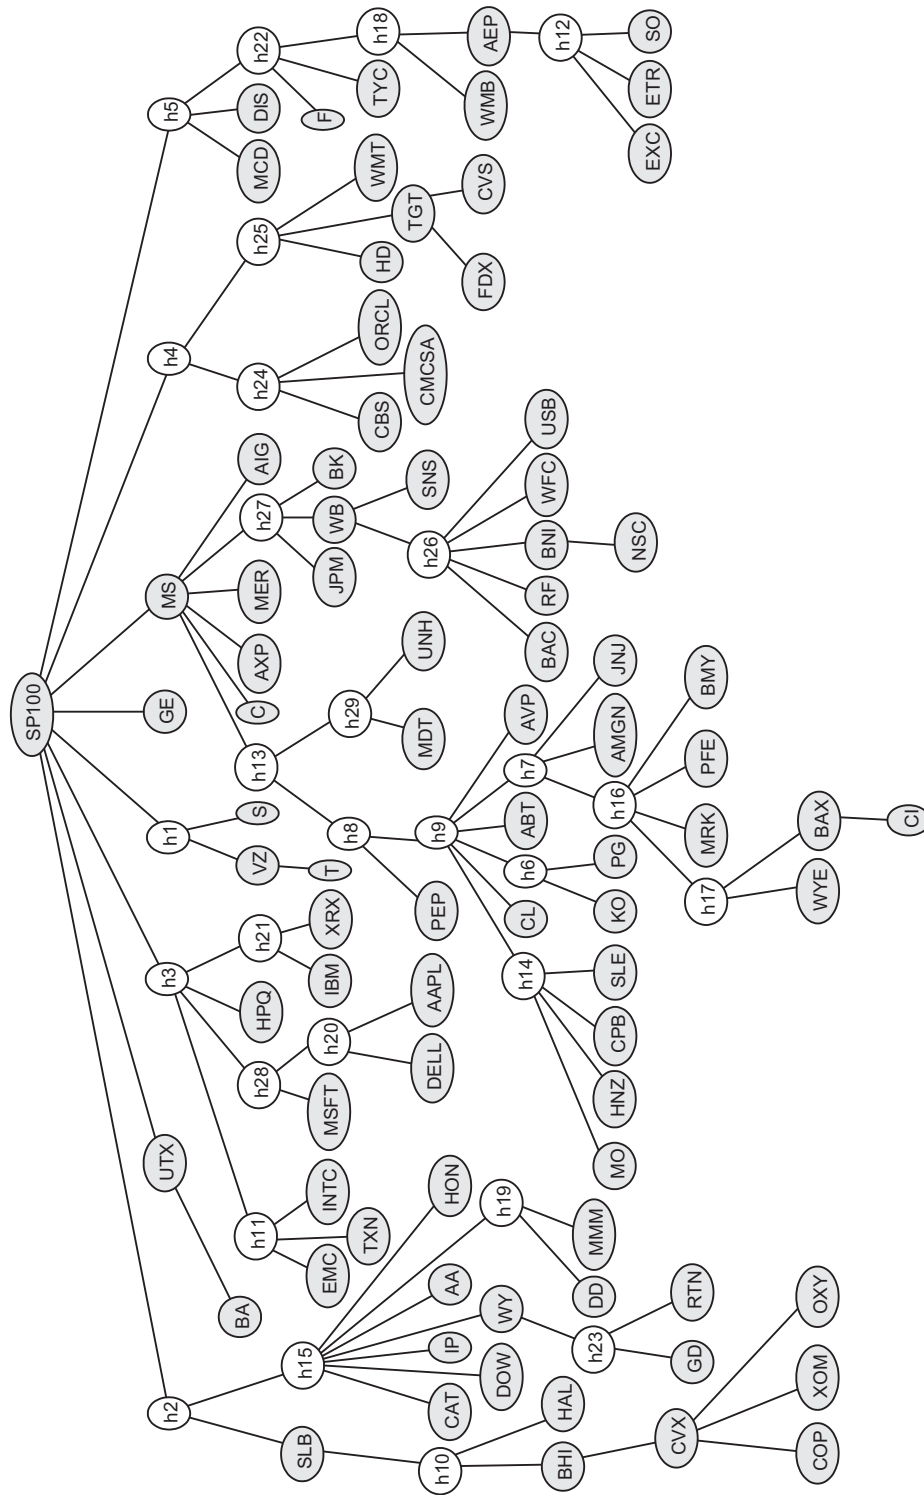 SP100
h2
UTX
h3
h1
GE
MS
h4
h5
SLB
h15
BA
h11
h28
HPQ
h21
VZ
S
h13
C
AXP
MER
h27
AIG
h24
h25
MCD
DIS
h22
EMC
TXN
INTC
MSFT
h20
IBM
XRX
T
h8
h29
JPM
WB
BK
CBS
CMCSA
ORCL
HD
TGT
WMT
F
TYC
h18
h10
CAT
DOW
IP
WY
AA
h19
HON
DELL
AAPL
PEP
h9
MDT
UNH
h26
SNS
FDX
CVS
WMB
AEP
BHI
HAL
h23
DD
MMM
h14
CL
h6
ABT
h7
AVP
BAC
RF
BNI
WFC
USB
h12
CVX
GD
RTN
MO
HNZ
CPB
SLE
KO
PG
h16
AMGN
JNJ
NSC
EXC
ETR
SO
COP
XOM
OXY
h17
MRK
PFE
BMY
WYE
BAX
CI